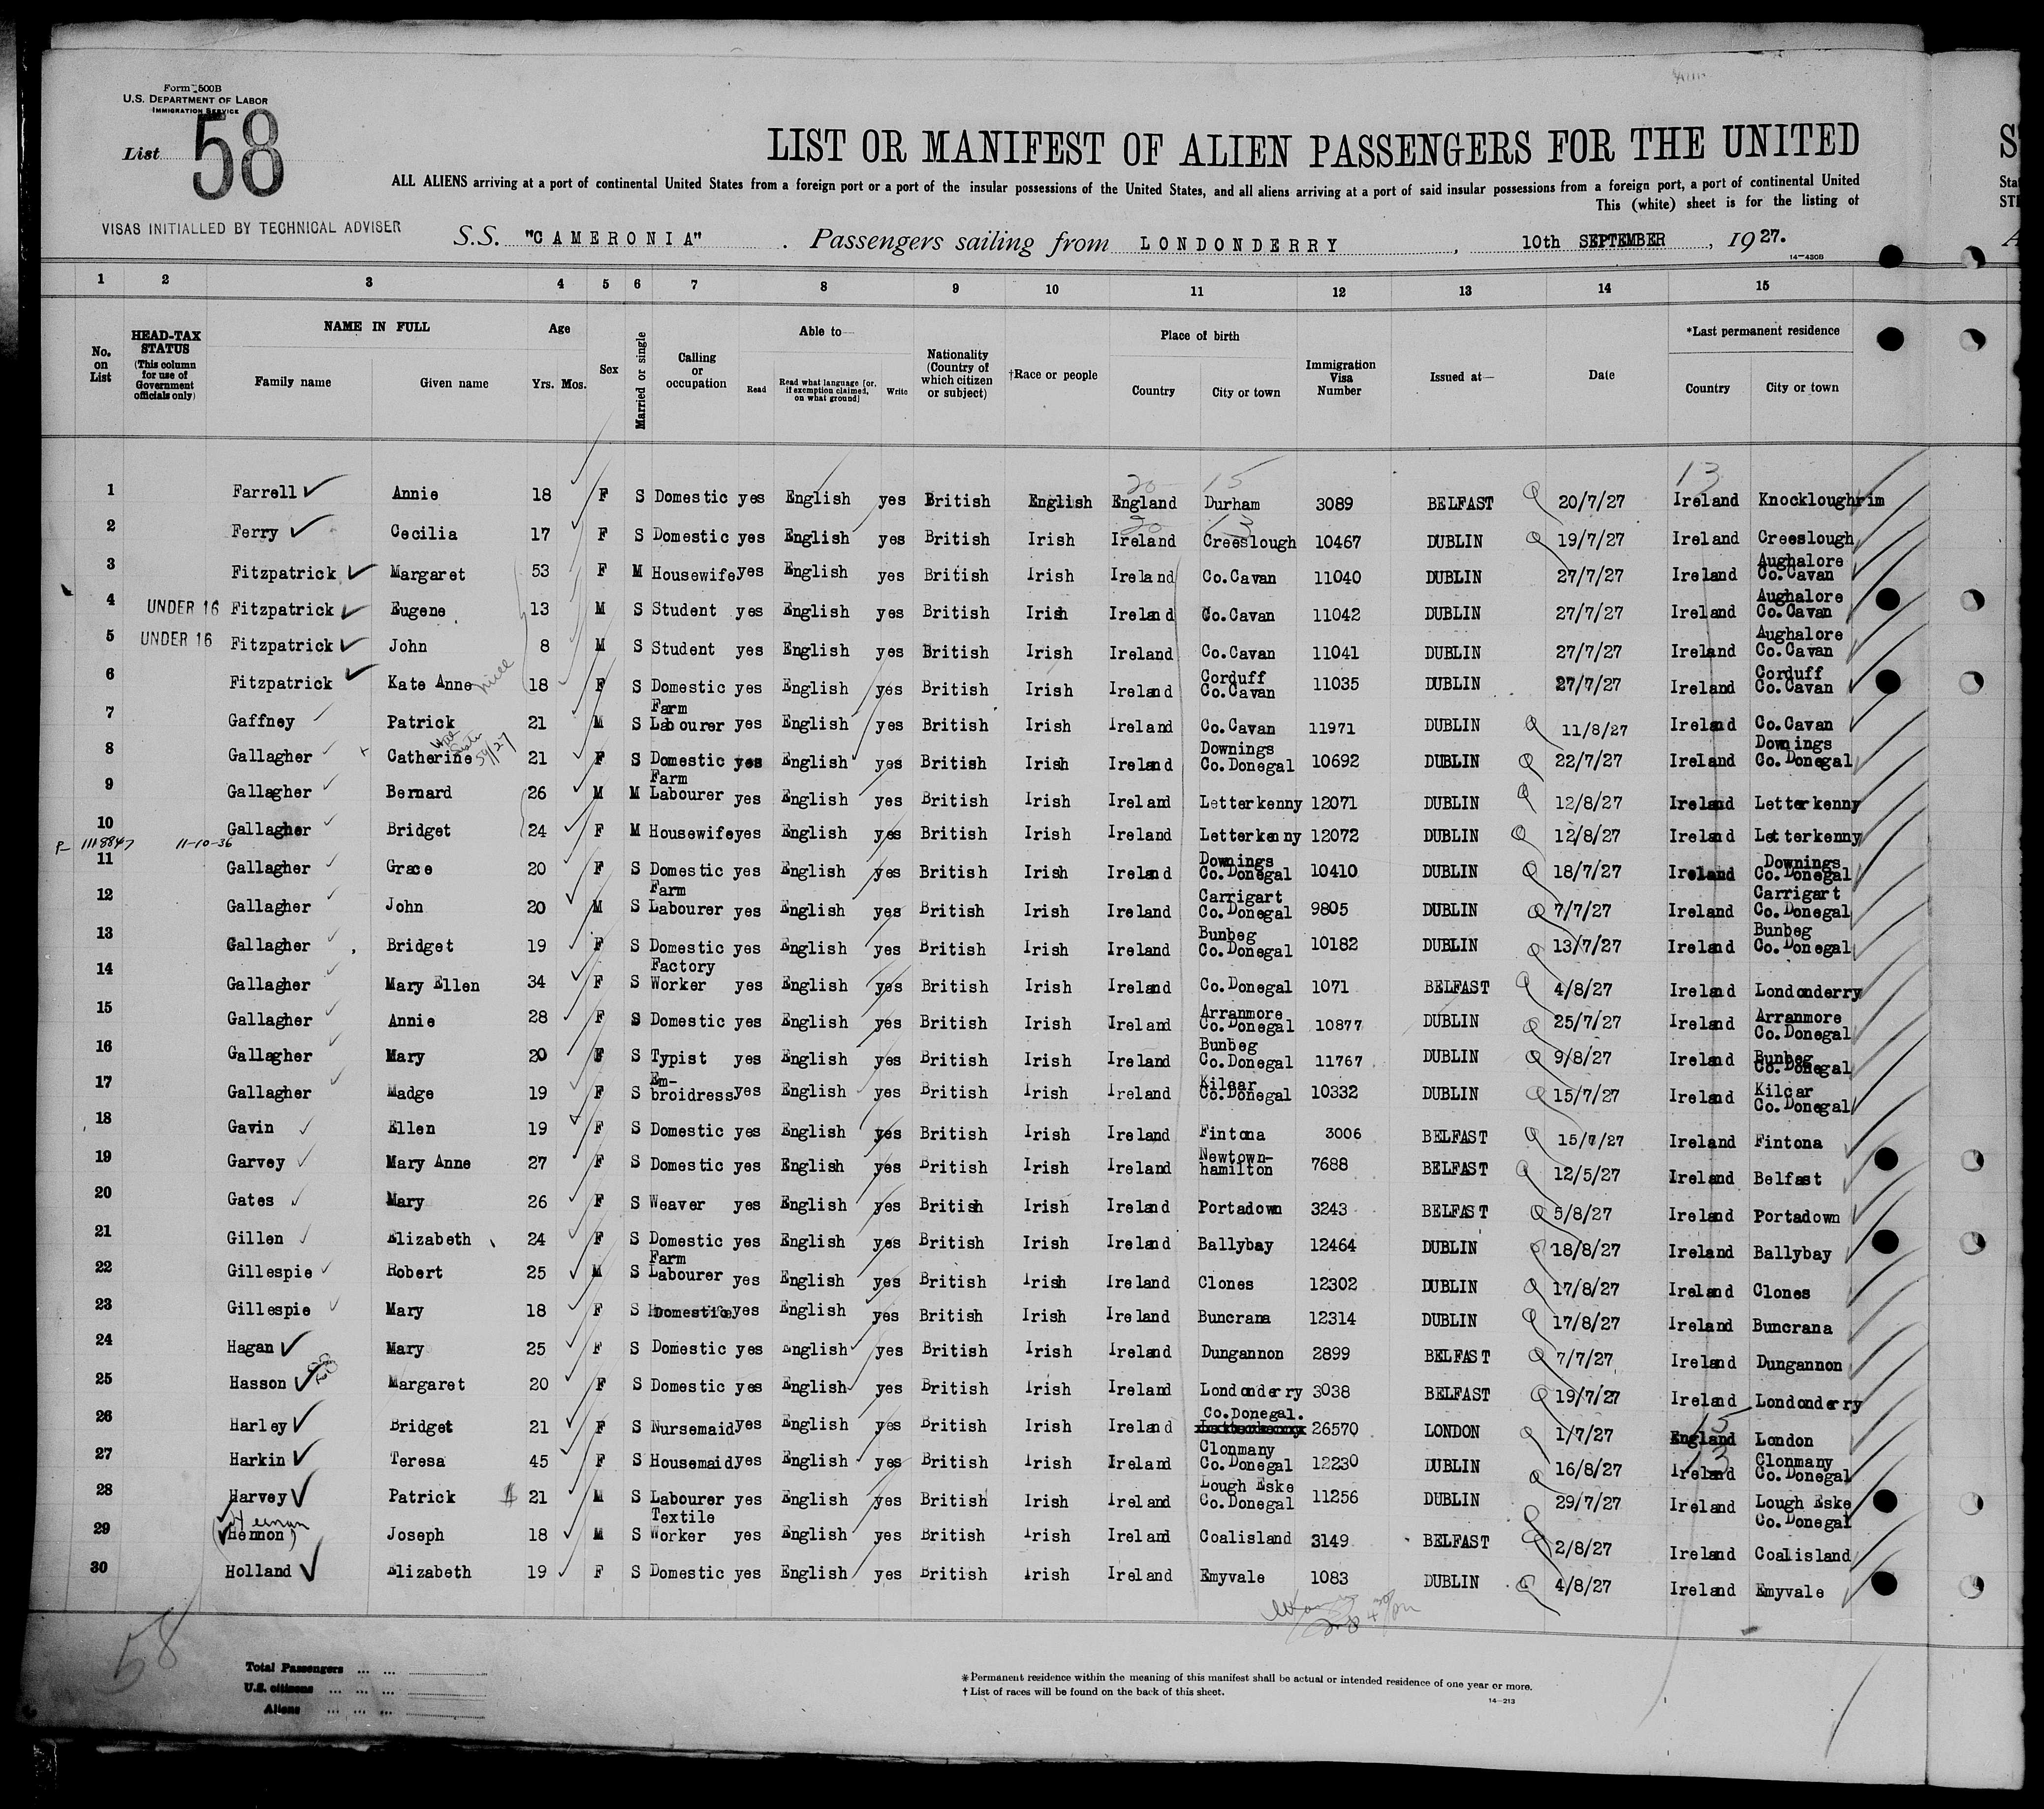 Form 500B
U.S. DEPARTMENT OF LABOR
IMMIGRATION SERVICE
List 58
LIST OR MANIFEST OF ALIEN PASSENGERS FOR THE UNITED
ALL ALIENS arriving at a port of continental United States from a foreign port or a port of the insular possessions of the United States, and all aliens arriving at a port of said insular possessions from a foreign port, a port of continental United
This (white) sheet is for the listing of
VISAS INITIALLED BY TECHNICAL ADVISER
S.S. "CAMERONIA" . Passengers sailing from LONDONDERRY , 10th SEPTEMBER , 1927.
14-430B
1 2 3 4 5 6 7 8 9 10 11 12 13 14 15
No. on List
HEAD-TAX STATUS (This column for use of Government officials only)
NAME IN FULL
Family name Given name
Age
Yrs. Mos.
Sex
Married or single
Calling or occupation
Able to—
Read
Read what language [or, if exemption claimed, on what ground]
Write
Nationality (Country of which citizen or subject)
†Race or people
Place of birth
Country City or town
Immigration Visa Number
Issued at—
Date
*Last permanent residence
Country City or town
20 15 13
1 Farrell Annie 18 F S Domestic yes English yes British English England Durham 3089 BELFAST 20/7/27 Ireland Knockloughrim
20 13
2 Ferry Cecilia 17 F S Domestic yes English yes British Irish Ireland Creeslough 10467 DUBLIN 19/7/27 Ireland Creeslough
3 Fitzpatrick Margaret 53 F M Housewife yes English yes British Irish Ireland Co.Cavan 11040 DUBLIN 27/7/27 Ireland Aughalore Co.Cavan
4 UNDER 16 Fitzpatrick Eugene 13 M S Student yes English yes British Irish Ireland Co.Cavan 11042 DUBLIN 27/7/27 Ireland Aughalore Co.Cavan
5 UNDER 16 Fitzpatrick John 8 M S Student yes English yes British Irish Ireland Co.Cavan 11041 DUBLIN 27/7/27 Ireland Aughalore Co.Cavan
6 Fitzpatrick Kate Anne niece 18 F S Domestic yes English yes British Irish Ireland Corduff Co.Cavan 11035 DUBLIN 27/7/27 Ireland Corduff Co.Cavan
7 Gaffney Patrick 21 M S Farm Labourer yes English yes British Irish Ireland Co.Cavan 11971 DUBLIN 11/8/27 Ireland Co.Cavan
8 Gallagher Catherine 59/27 21 F S Domestic yes English yes British Irish Ireland Downings Co.Donegal 10692 DUBLIN 22/7/27 Ireland Downings Co.Donegal
9 Gallagher Bernard 26 M M Farm Labourer yes English yes British Irish Ireland Letterkenny 12071 DUBLIN 12/8/27 Ireland Letterkenny
10 Gallagher Bridget 24 F M Housewife yes English yes British Irish Ireland Letterkenny 12072 DUBLIN 12/8/27 Ireland Letterkenny
P- 1118847 11-10-36
11 Gallagher Grace 20 F S Domestic yes English yes British Irish Ireland Downings Co.Donegal 10410 DUBLIN 18/7/27 Ireland Downings Co.Donegal
12 Gallagher John 20 M S Farm Labourer yes English yes British Irish Ireland Carrigart Co.Donegal 9805 DUBLIN 7/7/27 Ireland Carrigart Co.Donegal
13 Gallagher Bridget 19 F S Domestic yes English yes British Irish Ireland Bunbeg Co.Donegal 10182 DUBLIN 13/7/27 Ireland Bunbeg Co.Donegal
14 Gallagher Mary Ellen 34 F S Factory Worker yes English yes British Irish Ireland Co.Donegal 1071 BELFAST 4/8/27 Ireland Londonderry
15 Gallagher Annie 28 F S Domestic yes English yes British Irish Ireland Arranmore Co.Donegal 10877 DUBLIN 25/7/27 Ireland Arranmore Co.Donegal
16 Gallagher Mary 20 F S Typist yes English yes British Irish Ireland Bunbeg Co.Donegal 11767 DUBLIN 9/8/27 Ireland Bunbeg Co.Donegal
17 Gallagher Madge 19 F S Em-broidress yes English yes British Irish Ireland Kilcar Co.Donegal 10332 DUBLIN 15/7/27 Ireland Kilcar Co.Donegal
18 Gavin Ellen 19 F S Domestic yes English yes British Irish Ireland Fintona 3006 BELFAST 15/7/27 Ireland Fintona
19 Garvey Mary Anne 27 F S Domestic yes English yes British Irish Ireland Newtown-hamilton 7688 BELFAST 12/5/27 Ireland Belfast
20 Gates Mary 26 F S Weaver yes English yes British Irish Ireland Portadown 3243 BELFAST 5/8/27 Ireland Portadown
21 Gillen Elizabeth 24 F S Domestic yes English yes British Irish Ireland Ballybay 12464 DUBLIN 18/8/27 Ireland Ballybay
22 Gillespie Robert 25 M S Farm Labourer yes English yes British Irish Ireland Clones 12302 DUBLIN 17/8/27 Ireland Clones
23 Gillespie Mary 18 F S Domestic yes English yes British Irish Ireland Buncrana 12314 DUBLIN 17/8/27 Ireland Buncrana
24 Hagan Mary 25 F S Domestic yes English yes British Irish Ireland Dungannon 2899 BELFAST 7/7/27 Ireland Dungannon
25 Hasson Margaret 20 F S Domestic yes English yes British Irish Ireland Londonderry 3038 BELFAST 19/7/27 Ireland Londonderry
26 Harley Bridget 21 F S Nursemaid yes English yes British Irish Ireland Co.Donegal. 26570 LONDON 1/7/27 15 England London
27 Harkin Teresa 45 F S Housemaid yes English yes British Irish Ireland Clonmany Co.Donegal 12230 DUBLIN 16/8/27 13 Ireland Clonmany Co.Donegal
28 Harvey Patrick 21 M S Labourer yes English yes British Irish Ireland Lough Eske Co.Donegal 11256 DUBLIN 29/7/27 Ireland Lough Eske Co.Donegal
29 Heenan (Hennon) Joseph 18 M S Textile Worker yes English yes British Irish Ireland Coalisland 3149 BELFAST 2/8/27 Ireland Coalisland
30 Holland Elizabeth 19 F S Domestic yes English yes British Irish Ireland Emyvale 1083 DUBLIN 4/8/27 Ireland Emyvale
58
Total Passengers ... ...
U.S. citizens ... ... ...
Aliens ... ... ...
*Permanent residence within the meaning of this manifest shall be actual or intended residence of one year or more.
†List of races will be found on the back of this sheet.
14-213